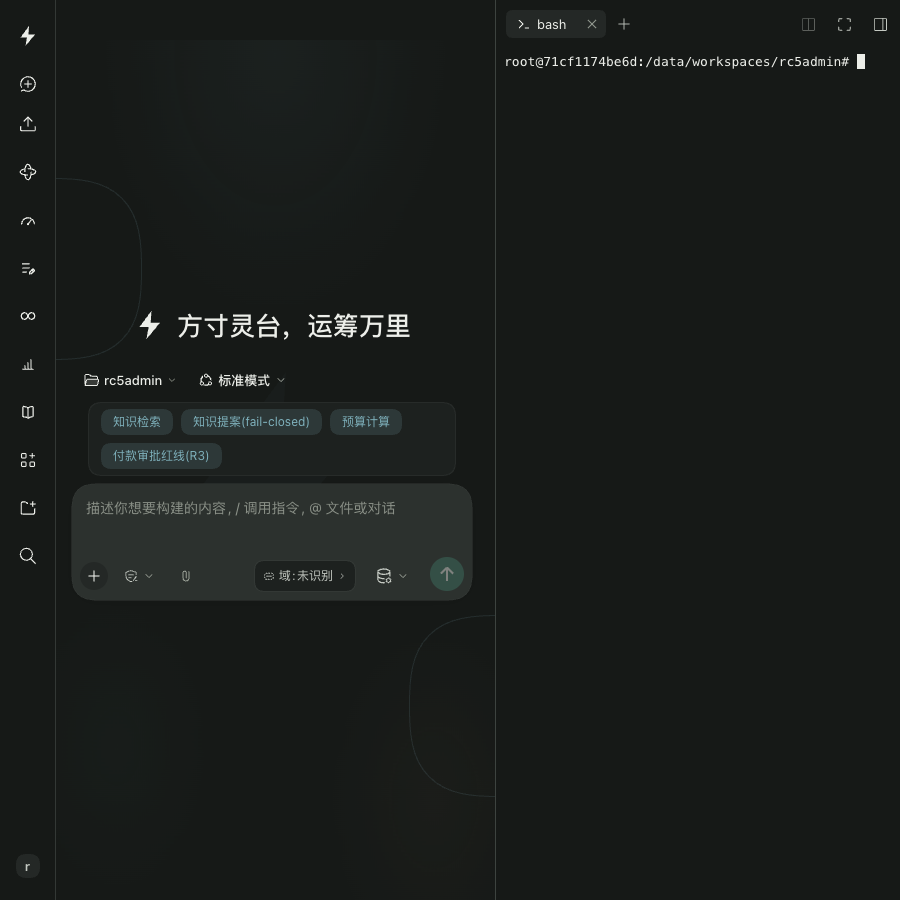 方寸灵台，运筹万里
rc5admin 标准模式
知识检索 知识提案(fail-closed) 预算计算
付款审批红线(R3)
描述你想要构建的内容, / 调用指令, @ 文件或对话
域:未识别
r
bash
root@71cf1174be6d:/data/workspaces/rc5admin#